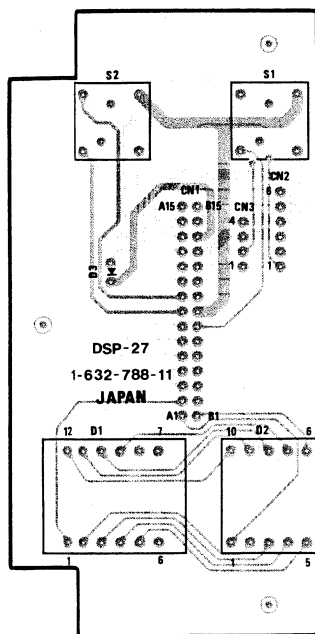 S2 S1
CN2
6
CN1
A15 B15
CN3
4
D3
1 1
DSP-27
1-632-788-11
JAPAN
A1 B1
12 D1 7 10 D2 6
1 6 1 5